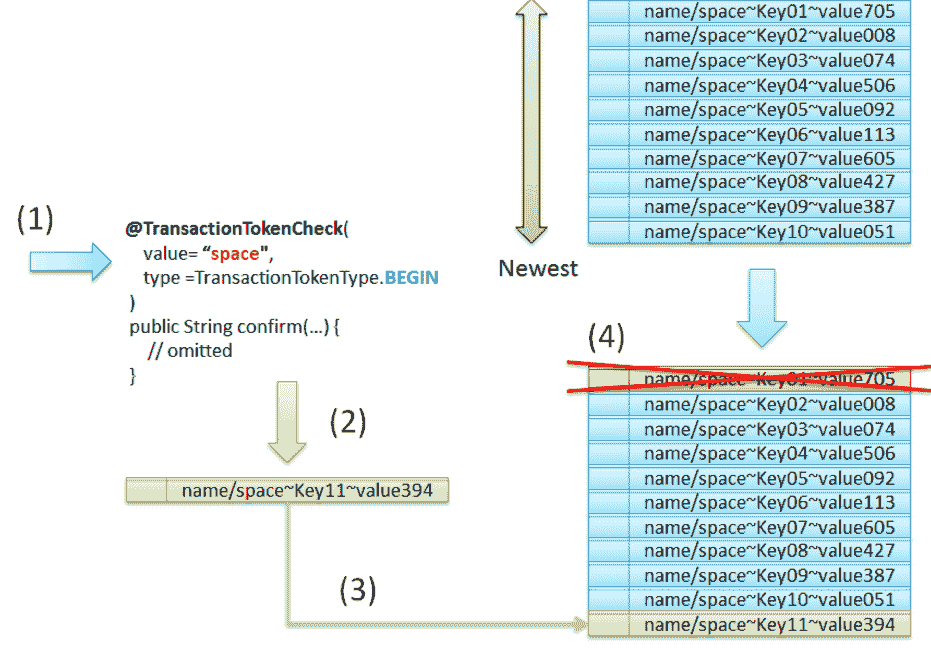 name/space~Key01~value705
name/space~Key02~value008
name/space~Key03~value074
name/space~Key04~value506
name/space~Key05~value092
name/space~Key06~value113
name/space~Key07~value605
name/space~Key08~value427
name/space~Key09~value387
name/space~Key10~value051
Newest
(1)
@TransactionTokenCheck(
value= “space",
type =TransactionTokenType.BEGIN
)
public String confirm(...) {
// omitted
}
(2)
name/space~Key11~value394
(3)
(4)
name/space~Key01~value705
name/space~Key02~value008
name/space~Key03~value074
name/space~Key04~value506
name/space~Key05~value092
name/space~Key06~value113
name/space~Key07~value605
name/space~Key08~value427
name/space~Key09~value387
name/space~Key10~value051
name/space~Key11~value394